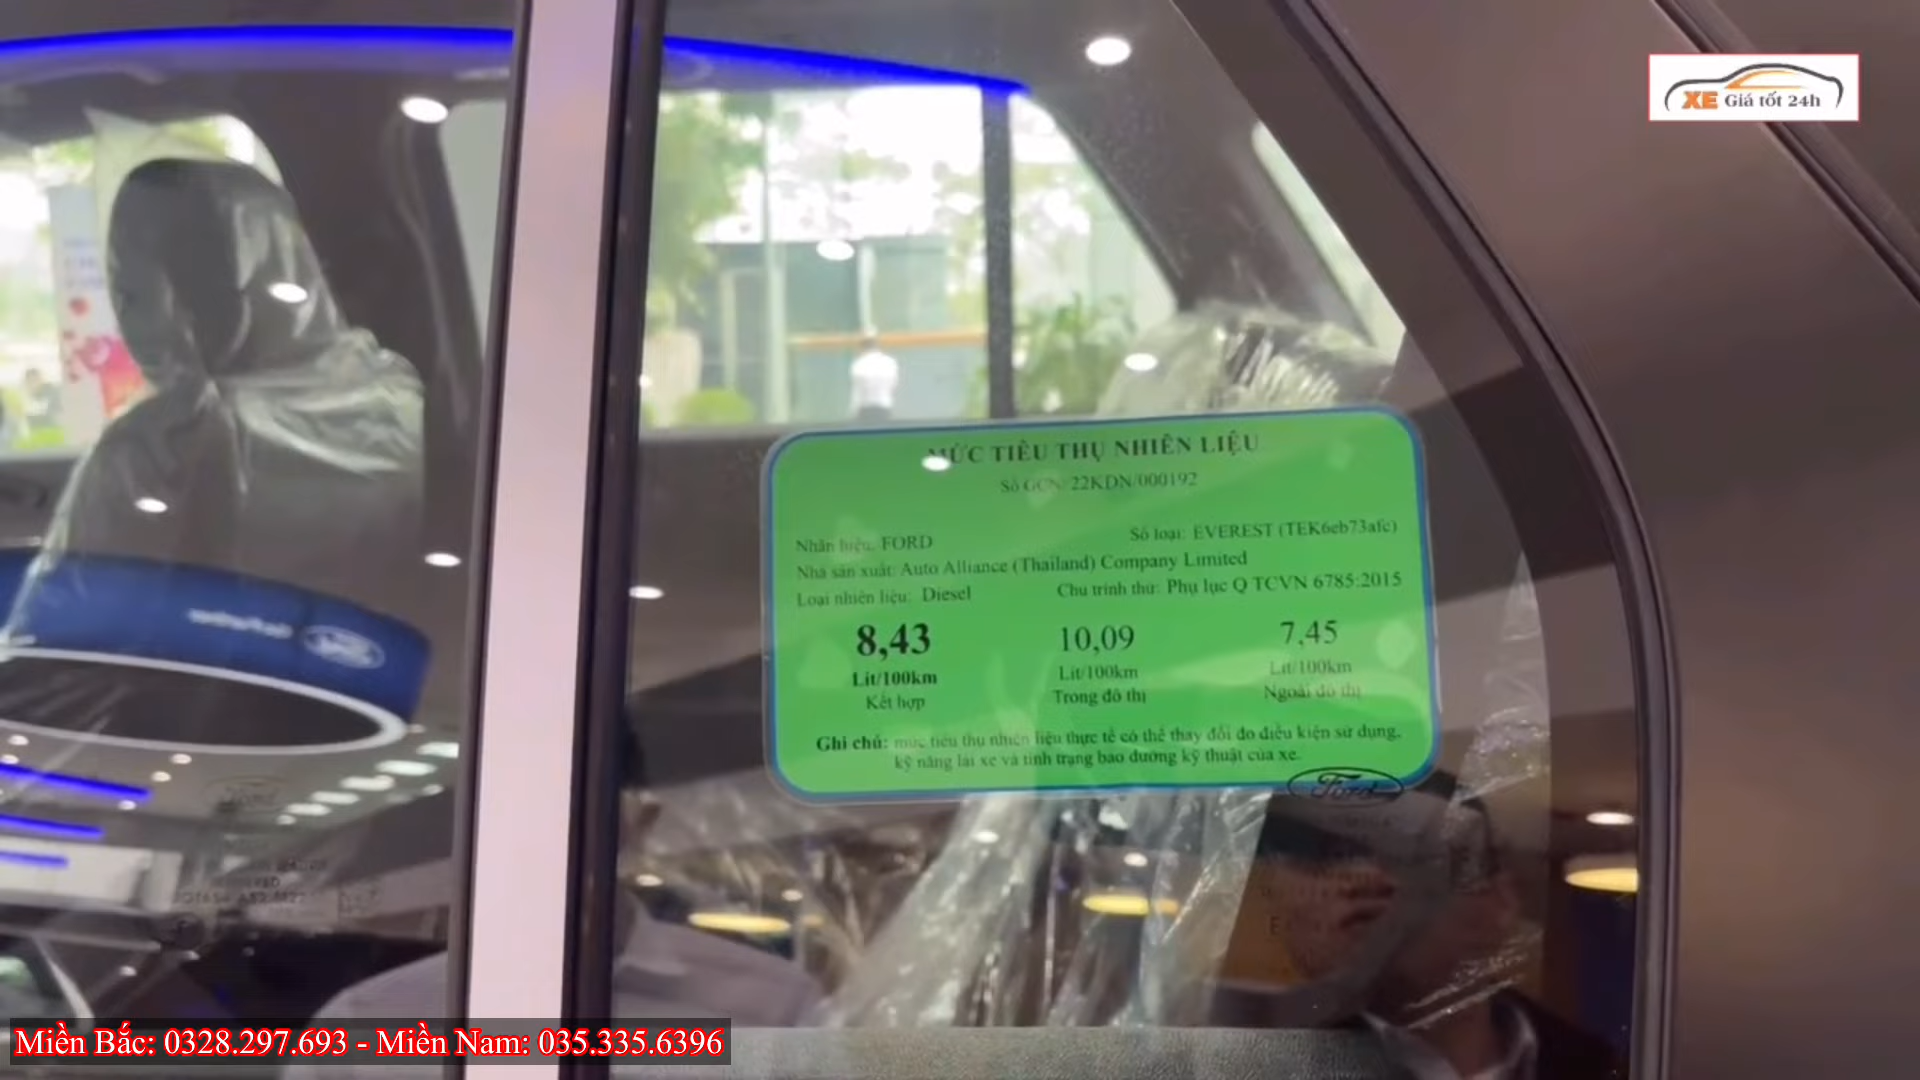 XE Giá tốt 24h
MỨC TIÊU THỤ NHIÊN LIỆU
Số GCN: 22KDN/000192
Nhãn hiệu: FORD Số loại: EVEREST (TEK6eb73afc)
Nhà sản xuất: Auto Alliance (Thailand) Company Limited
Loại nhiên liệu: Diesel Chu trình thử: Phụ lục Q TCVN 6785:2015
8,43 10,09 7,45
Lít/100km Lít/100km Lít/100km
Kết hợp Trong đô thị Ngoài đô thị
Ghi chú: mức tiêu thụ nhiên liệu thực tế có thể thay đổi do điều kiện sử dụng,
kỹ năng lái xe và tình trạng bảo dưỡng kỹ thuật của xe.
Ford
Miền Bắc: 0328.297.693 - Miền Nam: 035.335.6396